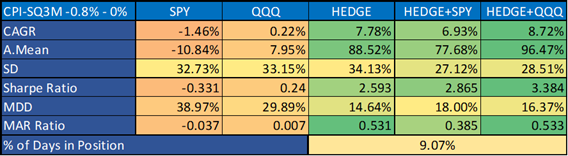 CPI-SQ3M -0.8% - 0% SPY QQQ HEDGE HEDGE+SPY HEDGE+QQQ
CAGR -1.46% 0.22% 7.78% 6.93% 8.72%
A.Mean -10.84% 7.95% 88.52% 77.68% 96.47%
SD 32.73% 33.15% 34.13% 27.12% 28.51%
Sharpe Ratio -0.331 0.24 2.593 2.865 3.384
MDD 38.97% 29.89% 14.64% 18.00% 16.37%
MAR Ratio -0.037 0.007 0.531 0.385 0.533
% of Days in Position 9.07%